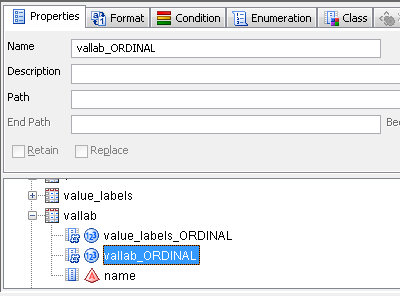 Properties Format Condition Enumeration Class
Name vallab_ORDINAL
Description
Path
End Path
Retain Replace
value_labels
vallab
value_labels_ORDINAL
vallab_ORDINAL
name